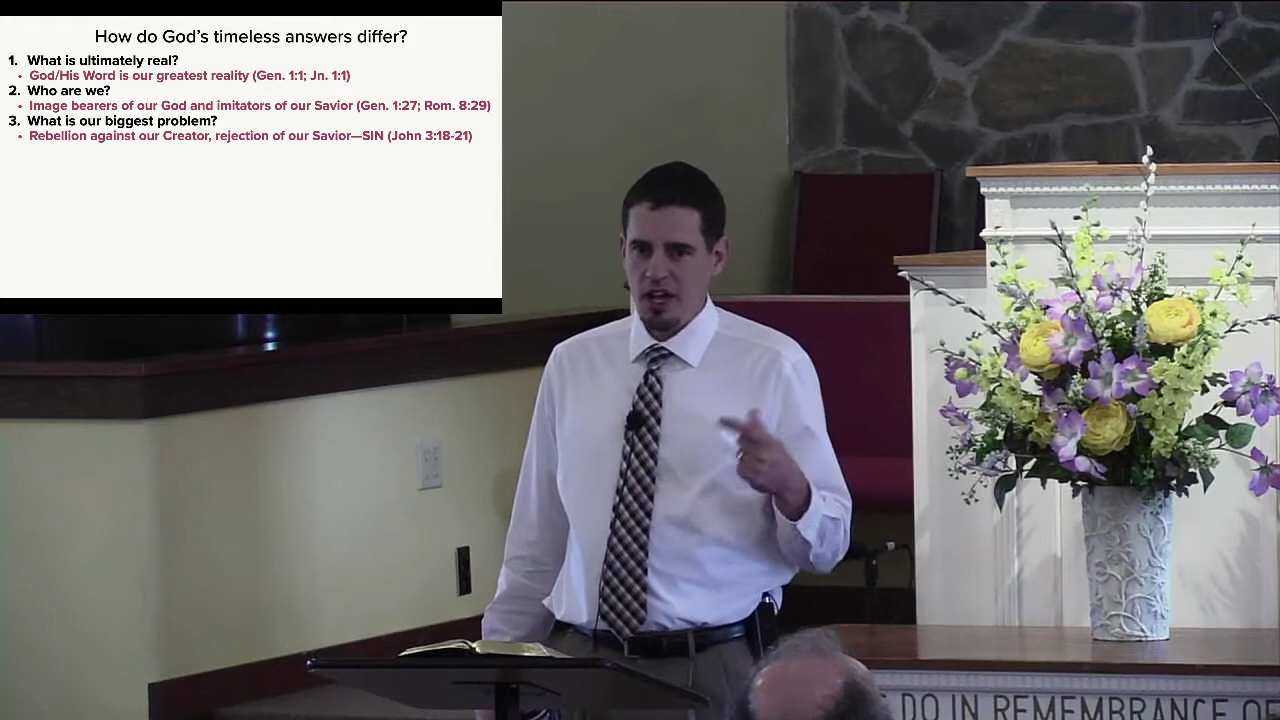 How do God's timeless answers differ?
1. What is ultimately real?
• God/His Word is our greatest reality (Gen. 1:1; Jn. 1:1)
2. Who are we?
• Image bearers of our God and imitators of our Savior (Gen. 1:27; Rom. 8:29)
3. What is our biggest problem?
• Rebellion against our Creator, rejection of our Savior—SIN (John 3:18-21)
DO IN REMEMBRANCE OF